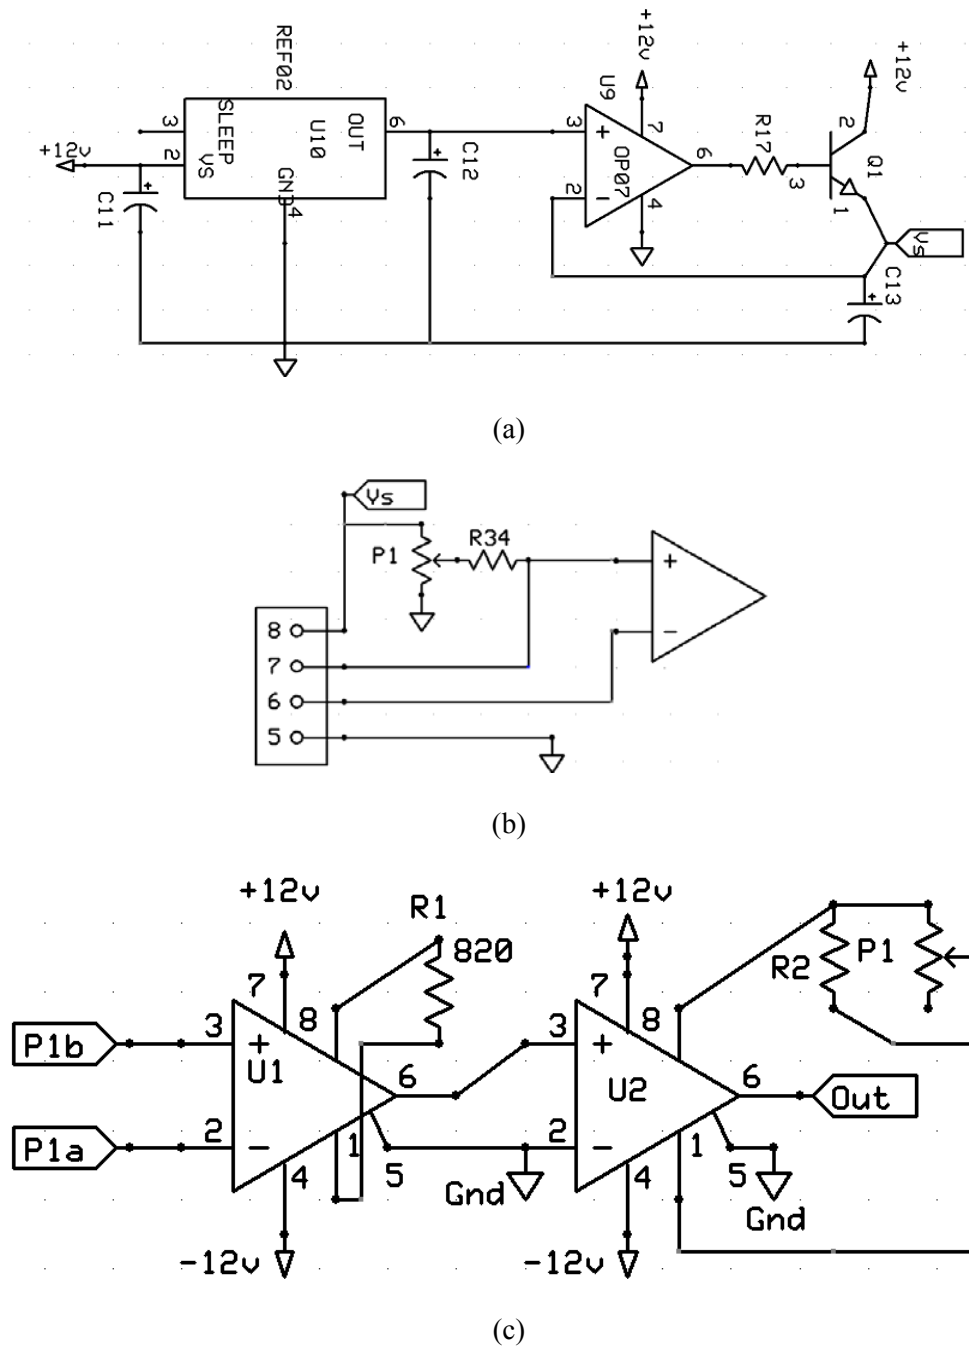 REF02
SLEEP
VS
U10
OUT
GND
3
2
6
4
+12v
C11
C12
+12v
U9
OP07
3
2
7
4
6
+
-
R17
3
2
1
Q1
+12v
Vs
C13
+
+
+
(a)
Vs
P1
R34
+
-
8
7
6
5
(b)
+12v
R1
820
7
8
P1b
3
+
U1
6
P1a
2
-
1
5
4
-12v
Gnd
+12v
R2
P1
7
8
3
+
U2
6
Out
2
-
1
5
4
-12v
Gnd
(c)